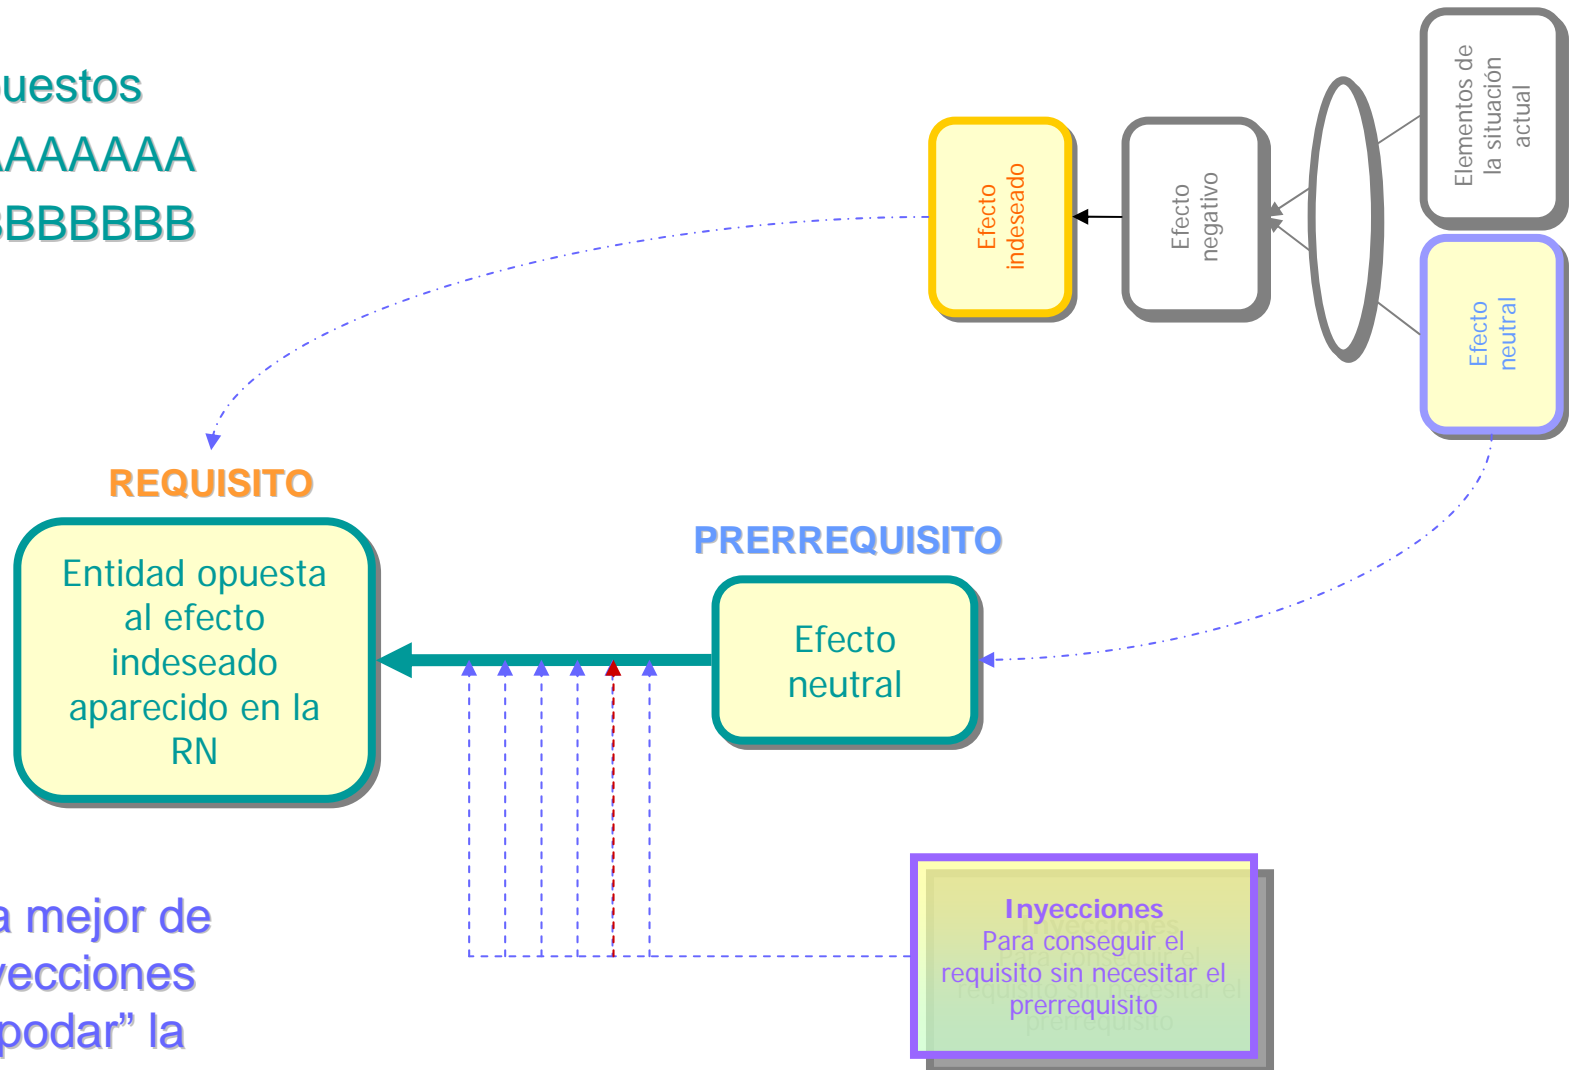 uestos
AAAAAAA
BBBBBBB
Elementos de
la situación
actual
Efecto
indeseado
Efecto
negativo
Efecto
neutral
REQUISITO
PRERREQUISITO
Entidad opuesta
al efecto
indeseado
aparecido en la
RN
Efecto
neutral
a mejor de
yecciones
podar” la
Inyecciones
Para conseguir el
requisito sin necesitar el
prerrequisito